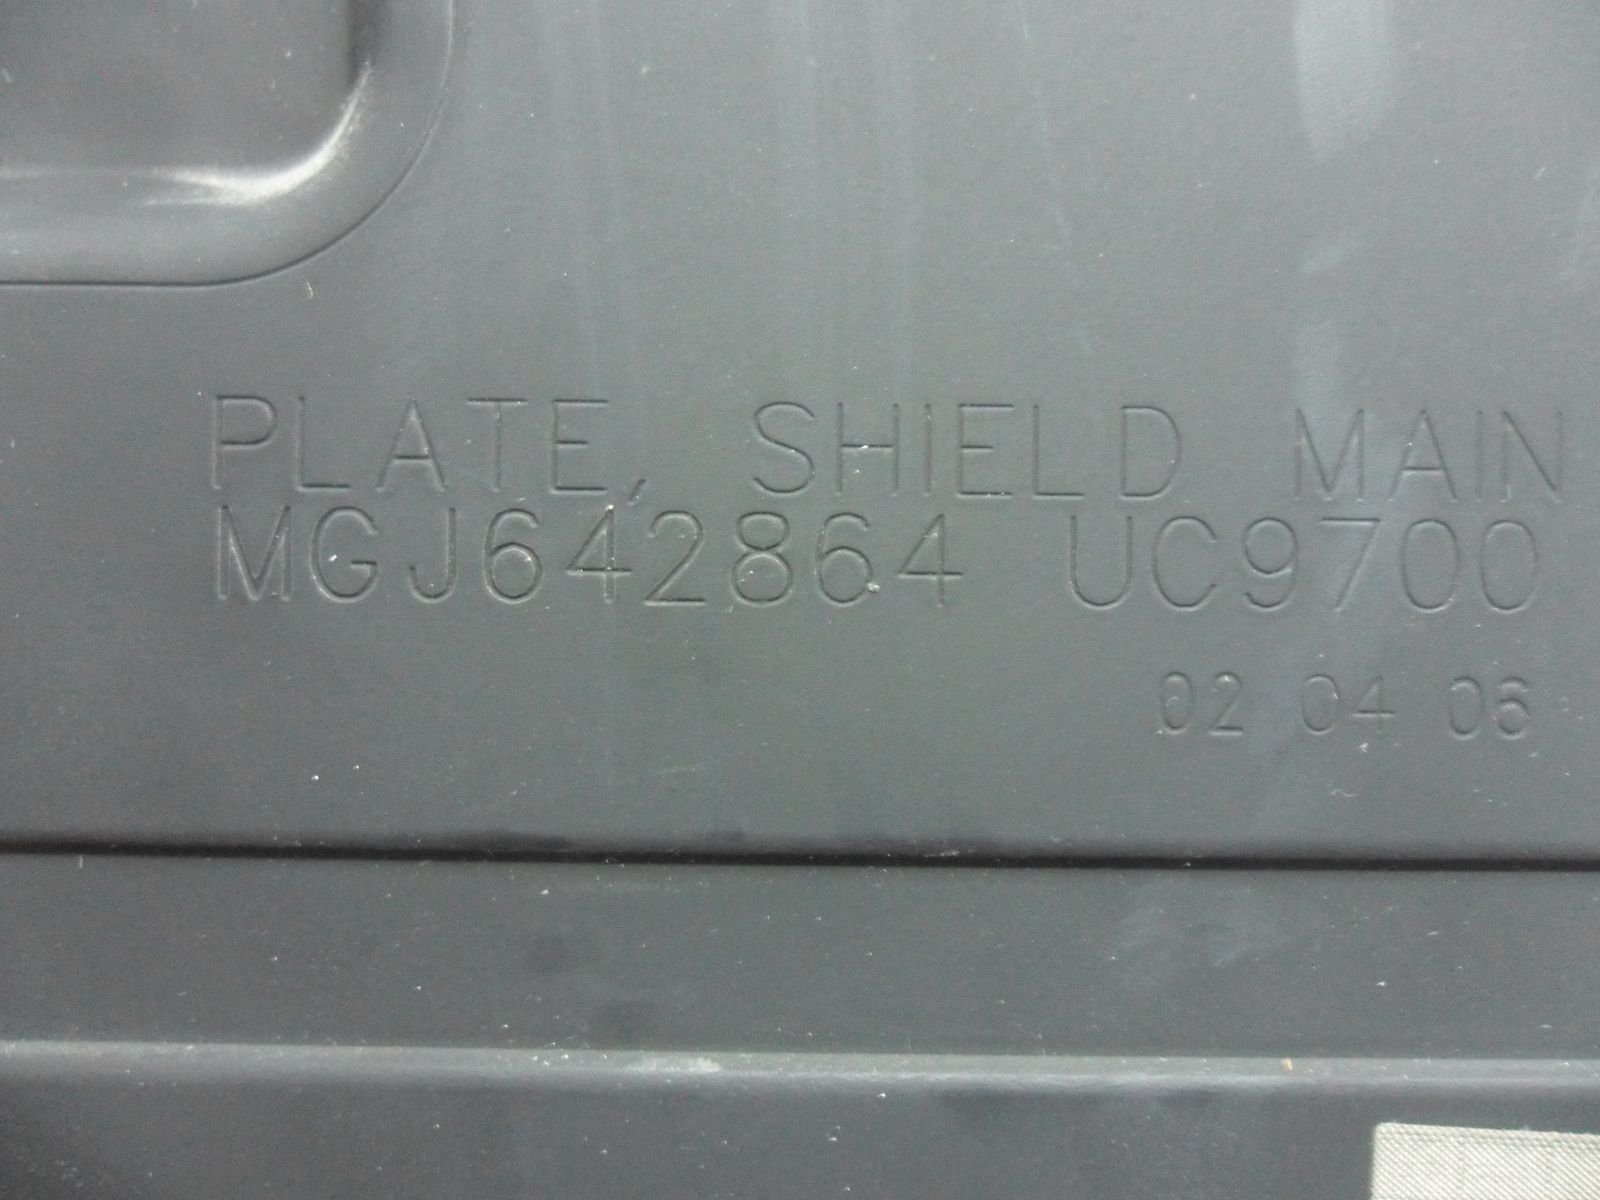 PLATE, SHIELD MAIN
MGJ642864 UC9700
02 04 06